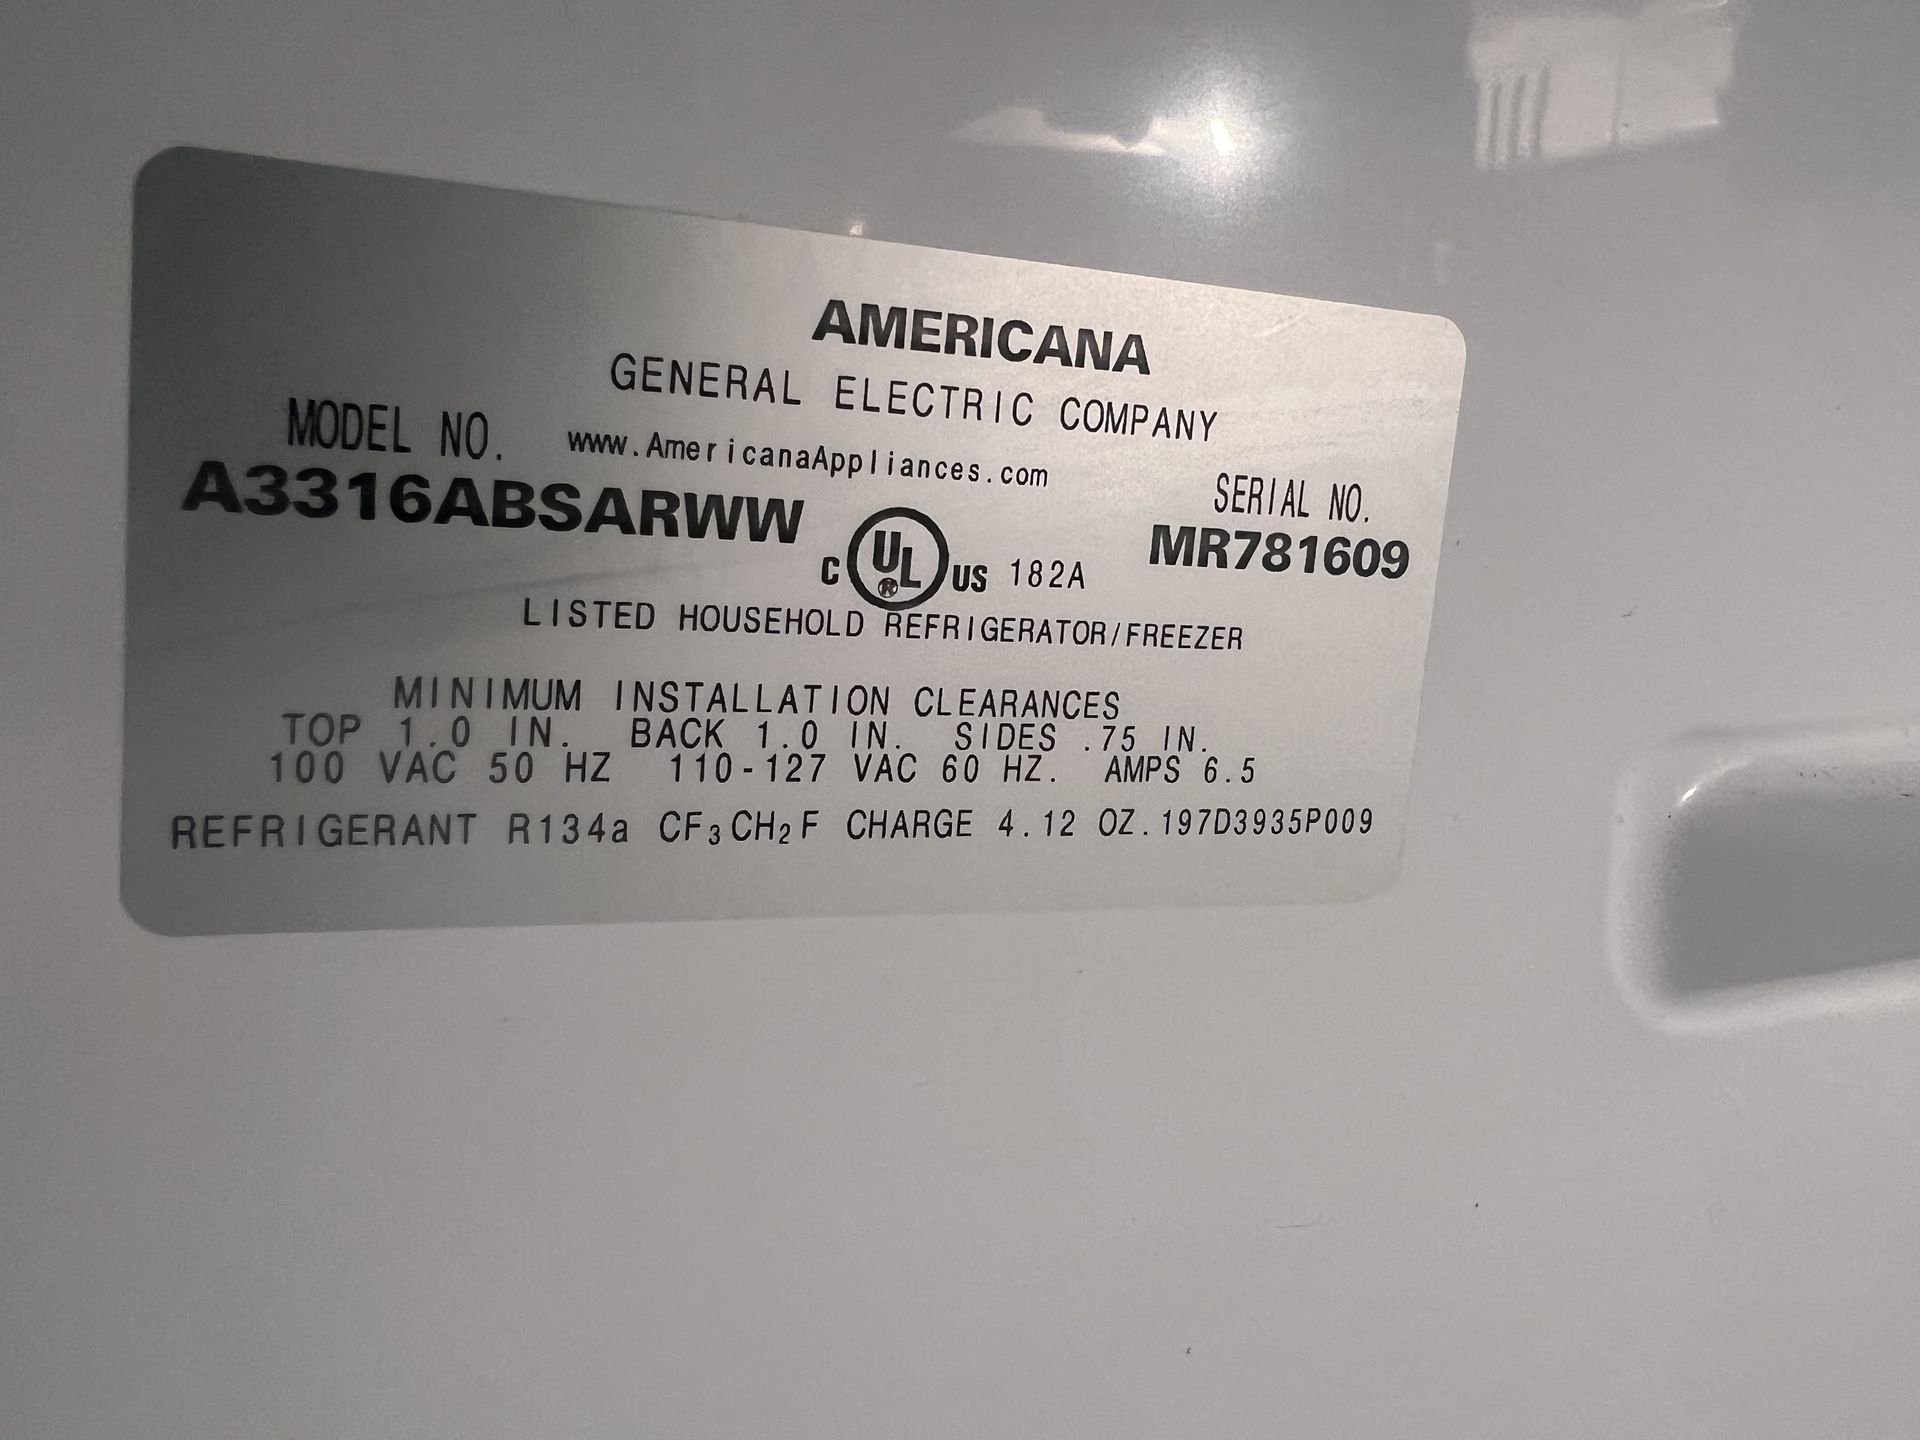 AMERICANA
GENERAL ELECTRIC COMPANY
MODEL NO. www.AmericanaAppliances.com
SERIAL NO.
A3316ABSARWW
MR781609
C UL® US 182A
LISTED HOUSEHOLD REFRIGERATOR/FREEZER
MINIMUM INSTALLATION CLEARANCES
TOP 1.0 IN. BACK 1.0 IN. SIDES .75 IN.
100 VAC 50 HZ 110-127 VAC 60 HZ. AMPS 6.5
REFRIGERANT R134a CF₃CH₂F CHARGE 4.12 OZ.197D3935P009